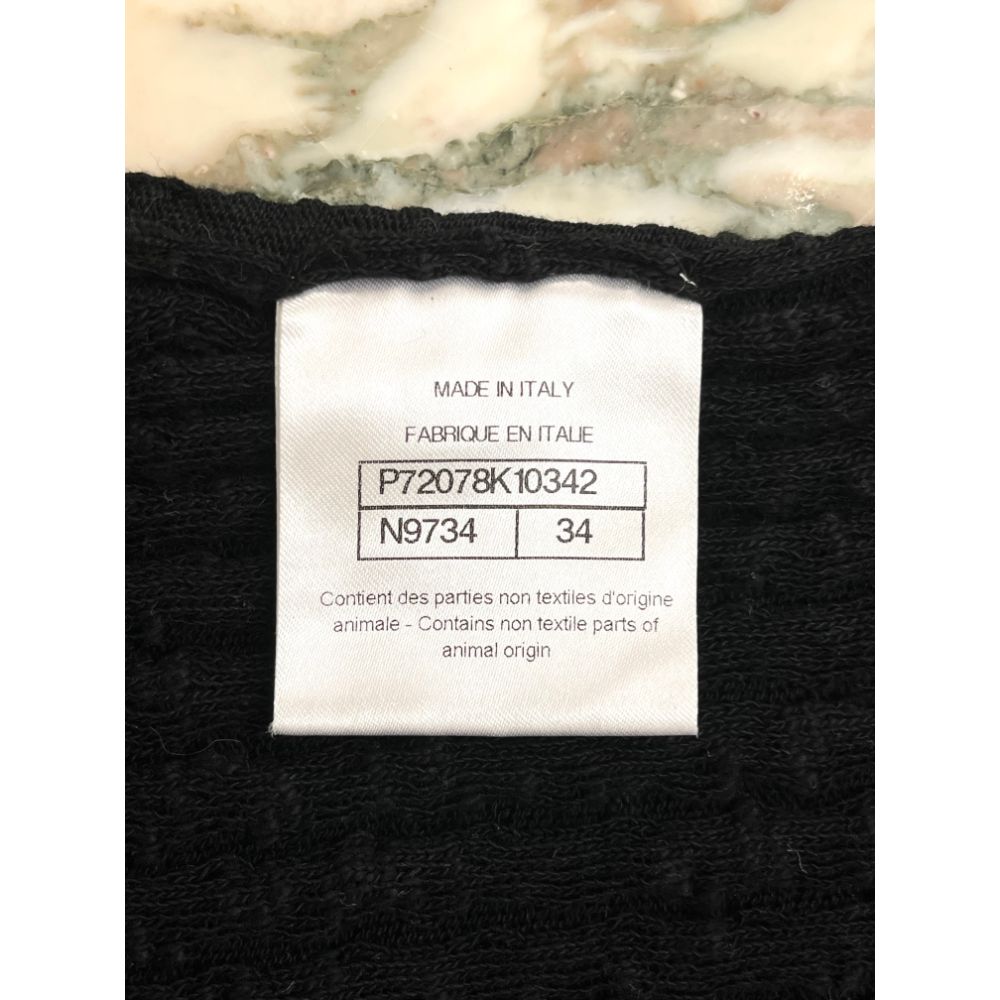 MADE IN ITALY
FABRIQUE EN ITALIE
P72078K10342
N9734 34
Contient des parties non textiles d'origine
animale - Contains non textile parts of
animal origin